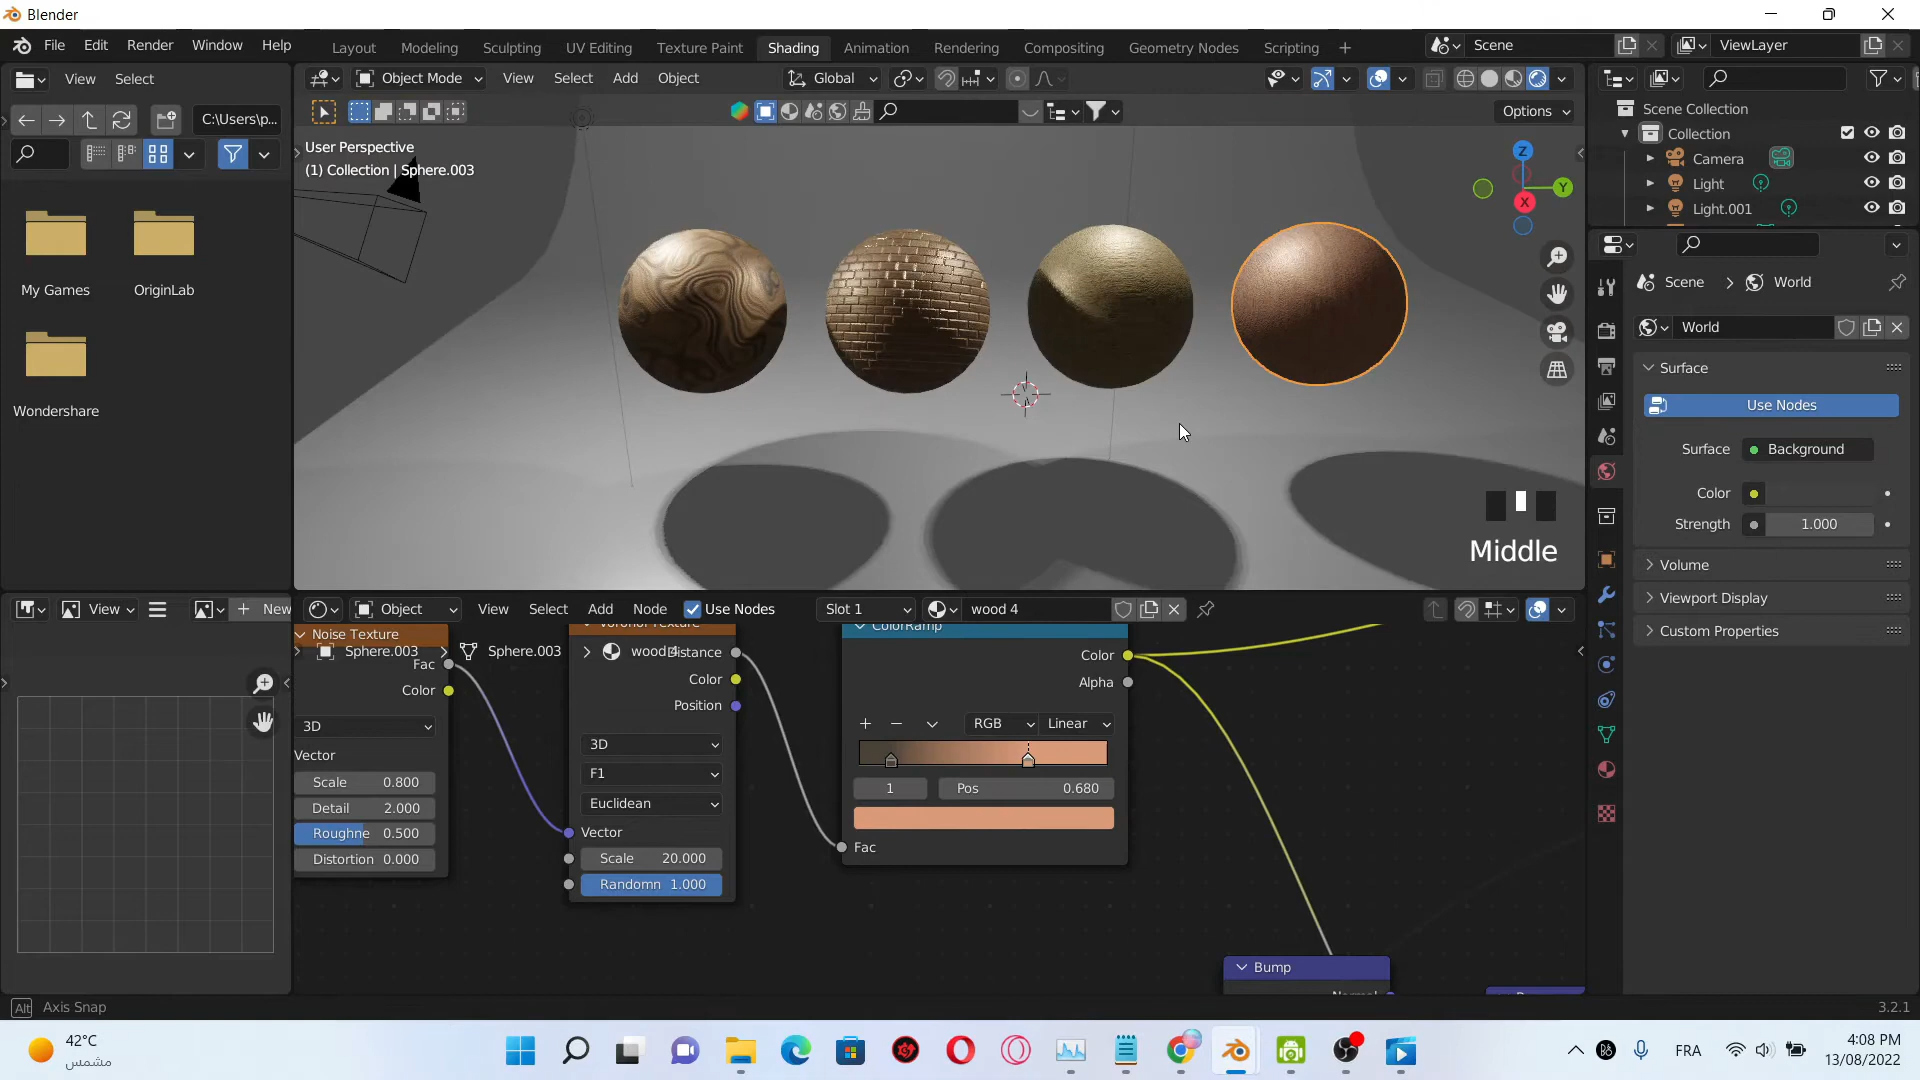 Blender
File Edit Render Window Help
Layout Modeling Sculpting UV Editing Texture Paint Shading Animation Rendering Compositing Geometry Nodes Scripting +
Scene
ViewLayer
View Select
Object Mode View Select Add Object
Global
C:\Users\p...
Options
User Perspective
(1) Collection | Sphere.003
My Games
OriginLab
Wondershare
Z
Y
X
Scene Collection
Collection
Camera
Light
Light.001
Scene > World
World
Surface
Use Nodes
Surface Background
Color
Strength 1.000
Volume
Viewport Display
Custom Properties
Middle
View
New
Object View Select Add Node Use Nodes Slot 1 wood 4
Noise Texture
Sphere.003 > Sphere.003 > wood 4
Fac
Color
3D
Vector
Scale 0.800
Detail 2.000
Roughne 0.500
Distortion 0.000
Voronoi Texture
Distance
Color
Position
3D
F1
Euclidean
Vector
Scale 20.000
Randomn 1.000
ColorRamp
Color
Alpha
RGB Linear
1 Pos 0.680
Fac
Bump
Alt Axis Snap
3.2.1
42°C
مشمس
FRA
4:08 PM
13/08/2022